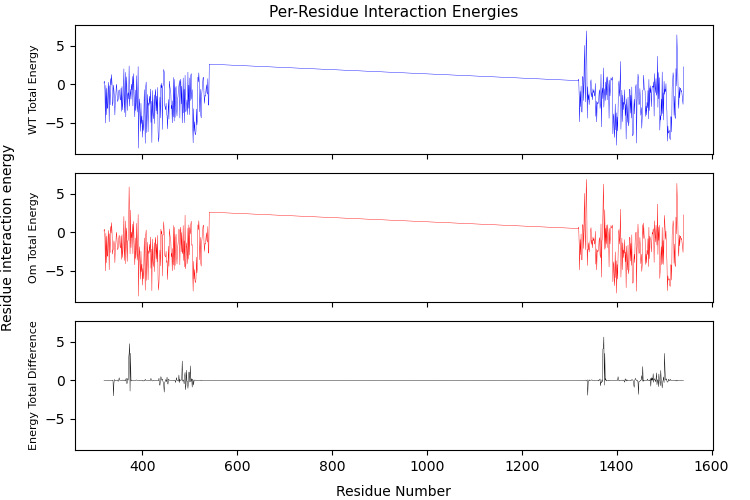 Per-Residue Interaction Energies
WT Total Energy
5
0
−5
Residue interaction energy
Om Total Energy
5
0
−5
Energy Total Difference
5
0
−5
400 600 800 1000 1200 1400 1600
Residue Number